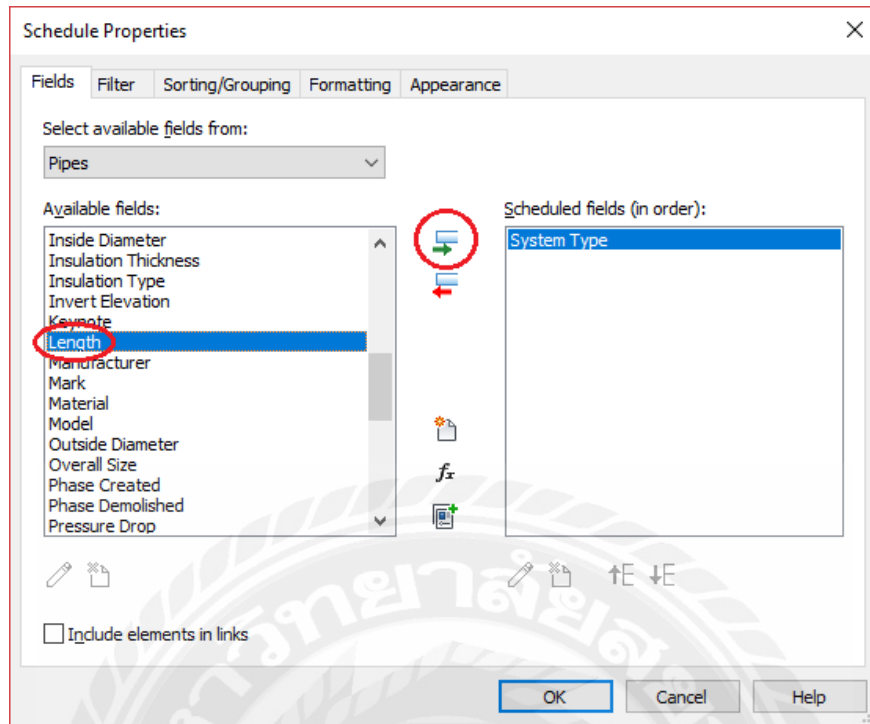 Schedule Properties
Fields Filter Sorting/Grouping Formatting Appearance
Select available fields from:
Pipes
Available fields:
Inside Diameter
Insulation Thickness
Insulation Type
Invert Elevation
Keynote
Length
Manufacturer
Mark
Material
Model
Outside Diameter
Overall Size
Phase Created
Phase Demolished
Pressure Drop
fx
Scheduled fields (in order):
System Type
Include elements in links
OK Cancel Help